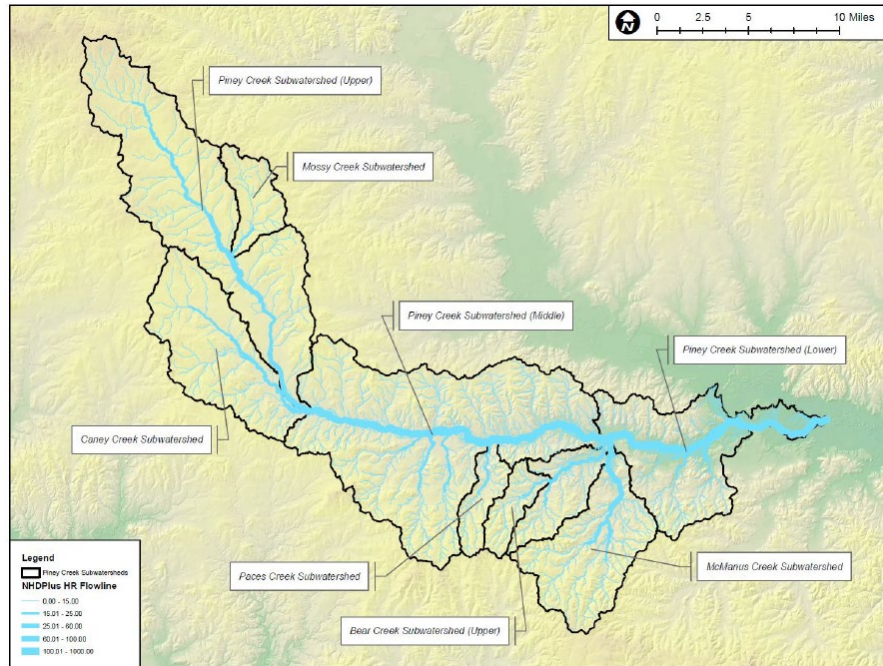 N
0 2.5 5 10 Miles
Piney Creek Subwatershed (Upper)
Mossy Creek Subwatershed
Piney Creek Subwatershed (Middle)
Piney Creek Subwatershed (Lower)
Caney Creek Subwatershed
Paces Creek Subwatershed
McManus Creek Subwatershed
Bear Creek Subwatershed (Upper)
Legend
Piney Creek Subwatersheds
NHDPlus HR Flowline
0.00 - 15.00
15.01 - 25.00
25.01 - 60.00
60.01 - 100.00
100.01 - 1000.00